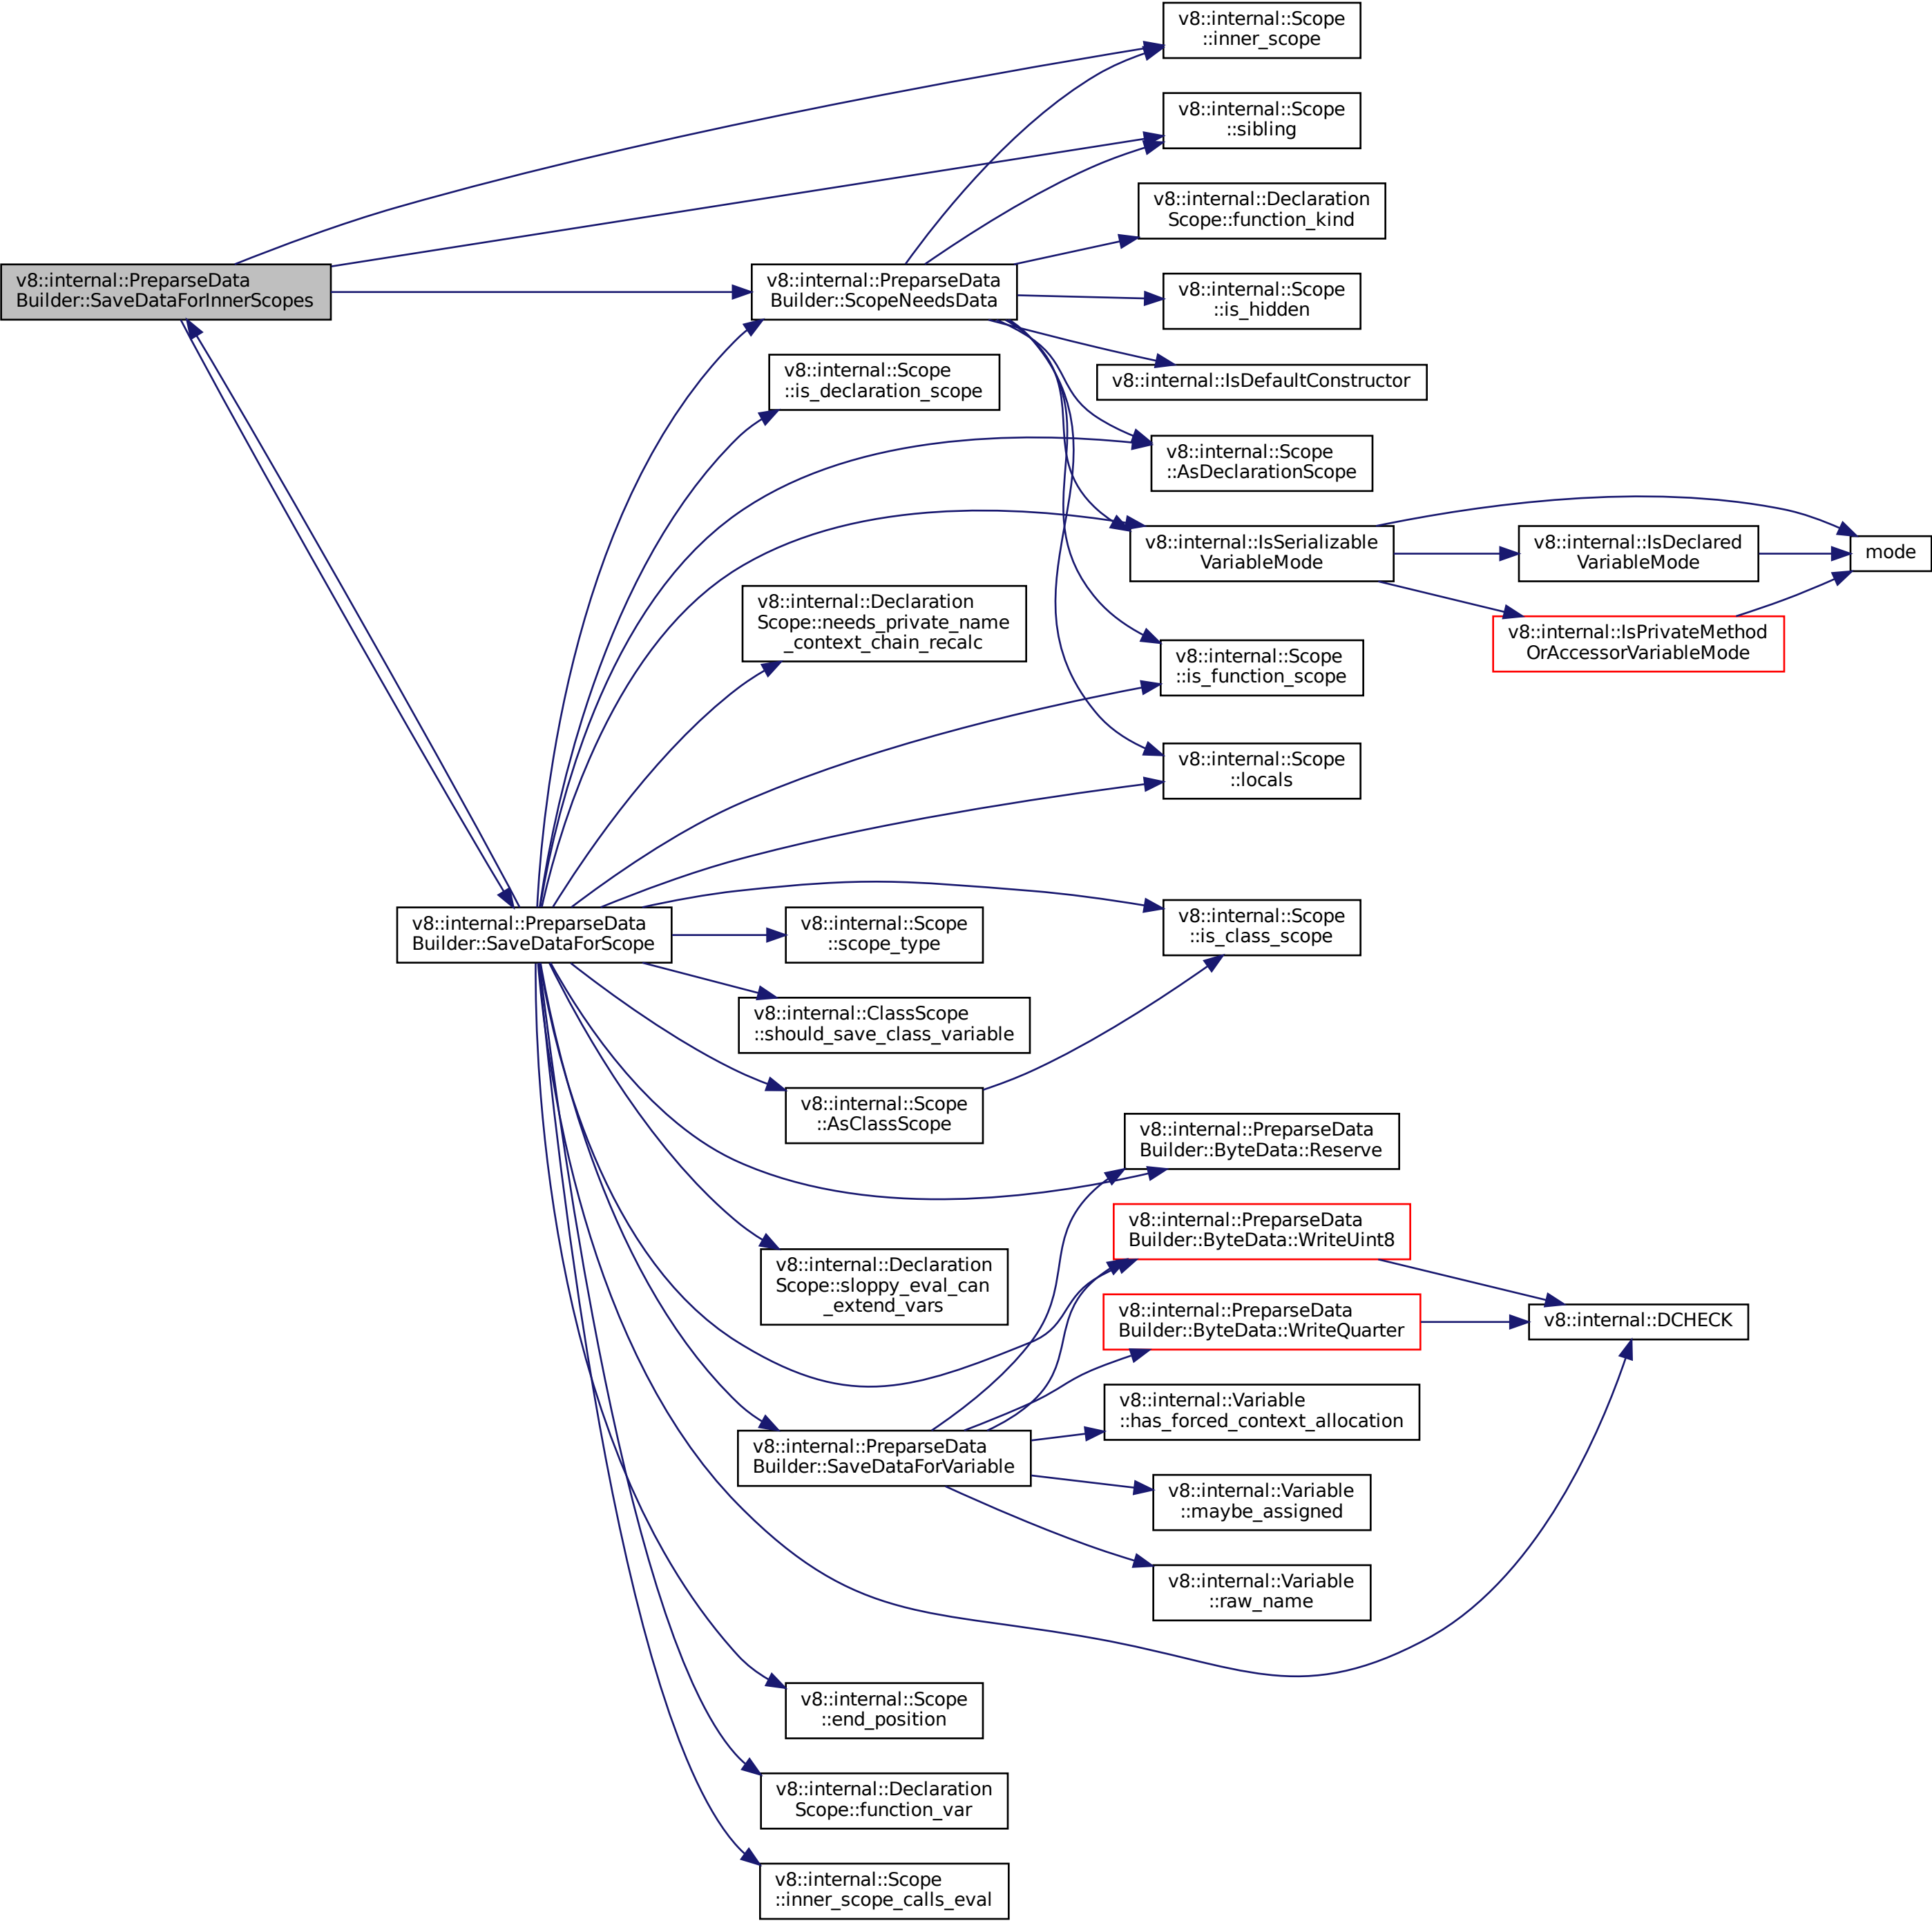 v8::internal::Scope
::inner_scope
v8::internal::Scope
::sibling
v8::internal::Declaration
Scope::function_kind
v8::internal::PreparseData
Builder::SaveDataForInnerScopes
v8::internal::PreparseData
Builder::ScopeNeedsData
v8::internal::Scope
::is_hidden
v8::internal::Scope
::is_declaration_scope
v8::internal::IsDefaultConstructor
v8::internal::Scope
::AsDeclarationScope
v8::internal::IsSerializable
VariableMode
v8::internal::IsDeclared
VariableMode
mode
v8::internal::Declaration
Scope::needs_private_name
_context_chain_recalc
v8::internal::IsPrivateMethod
OrAccessorVariableMode
v8::internal::Scope
::is_function_scope
v8::internal::Scope
::locals
v8::internal::PreparseData
Builder::SaveDataForScope
v8::internal::Scope
::scope_type
v8::internal::Scope
::is_class_scope
v8::internal::ClassScope
::should_save_class_variable
v8::internal::Scope
::AsClassScope
v8::internal::PreparseData
Builder::ByteData::Reserve
v8::internal::Declaration
Scope::sloppy_eval_can
_extend_vars
v8::internal::PreparseData
Builder::ByteData::WriteUint8
v8::internal::PreparseData
Builder::ByteData::WriteQuarter
v8::internal::DCHECK
v8::internal::Variable
::has_forced_context_allocation
v8::internal::PreparseData
Builder::SaveDataForVariable
v8::internal::Variable
::maybe_assigned
v8::internal::Variable
::raw_name
v8::internal::Scope
::end_position
v8::internal::Declaration
Scope::function_var
v8::internal::Scope
::inner_scope_calls_eval